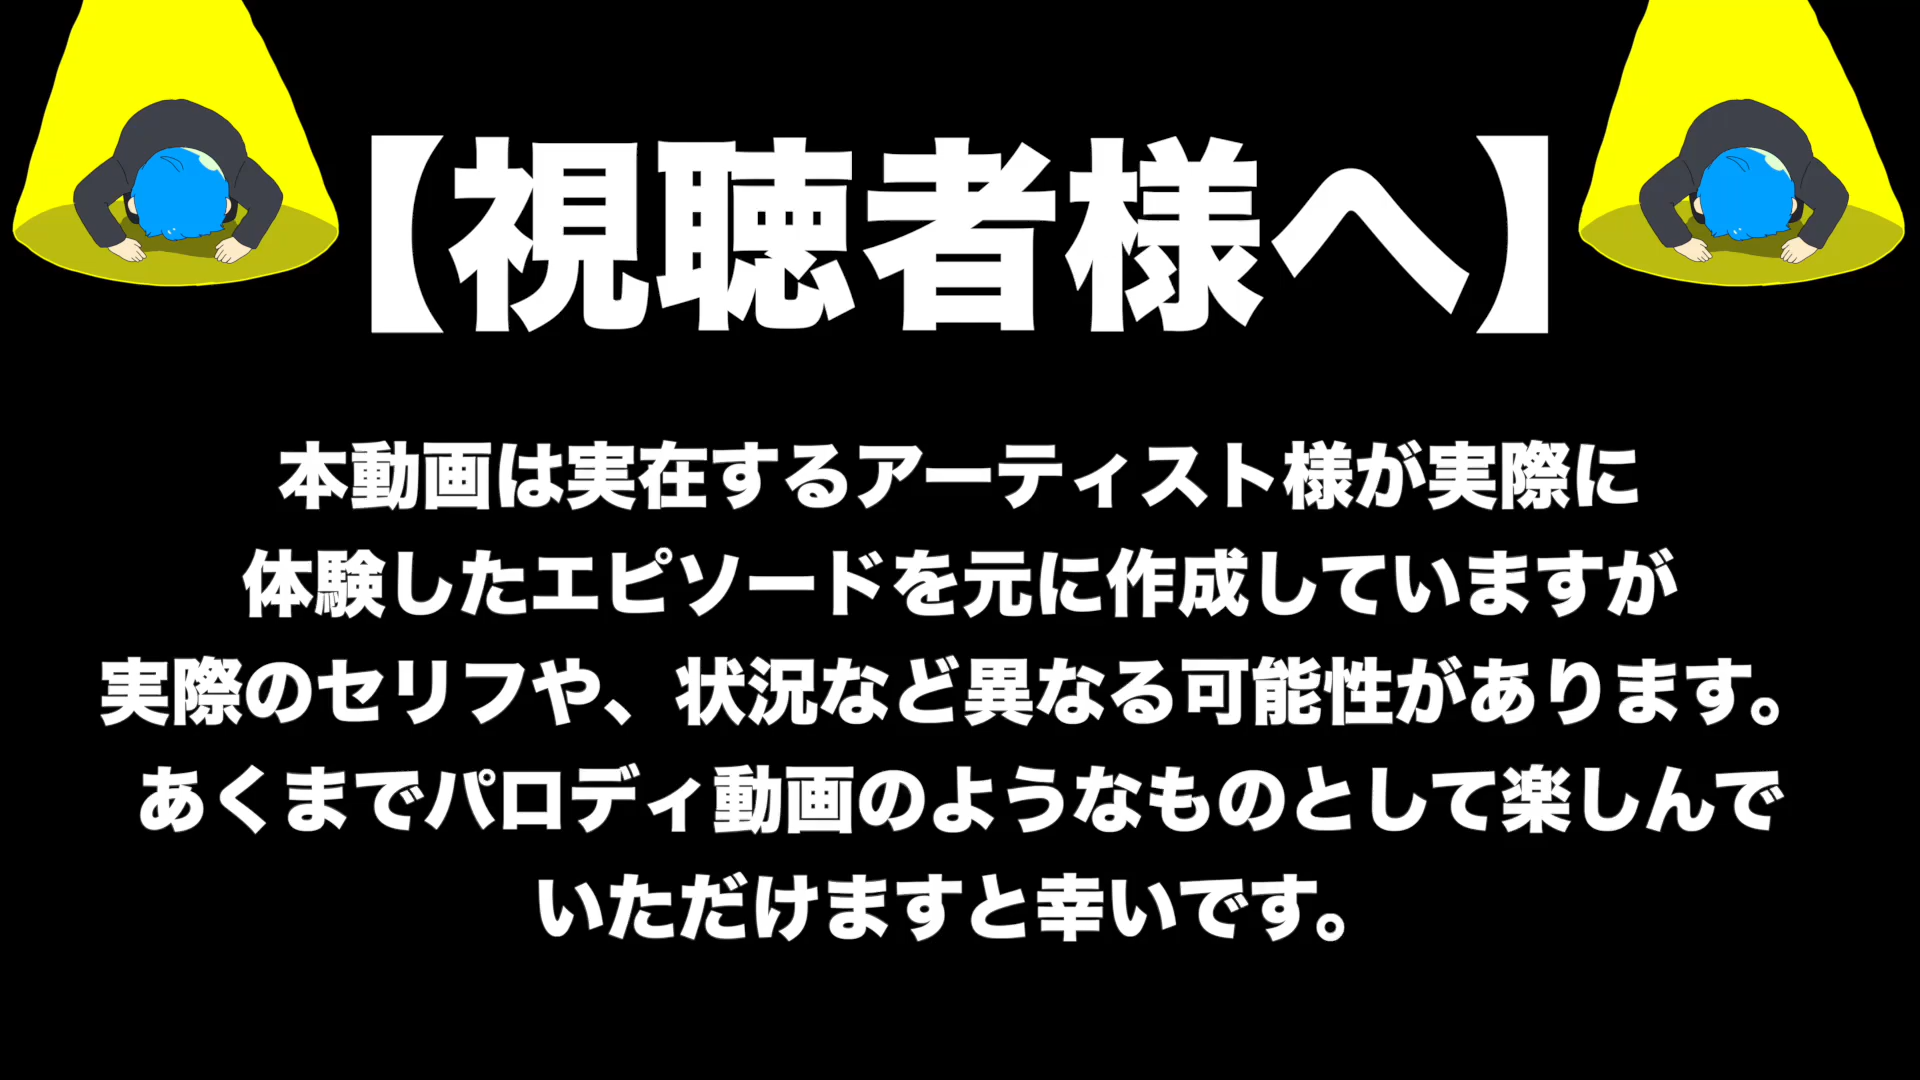 【視聴者様へ】
本動画は実在するアーティスト様が実際に
体験したエピソードを元に作成していますが
実際のセリフや、状況など異なる可能性があります。
あくまでパロディ動画のようなものとして楽しんで
いただけますと幸いです。